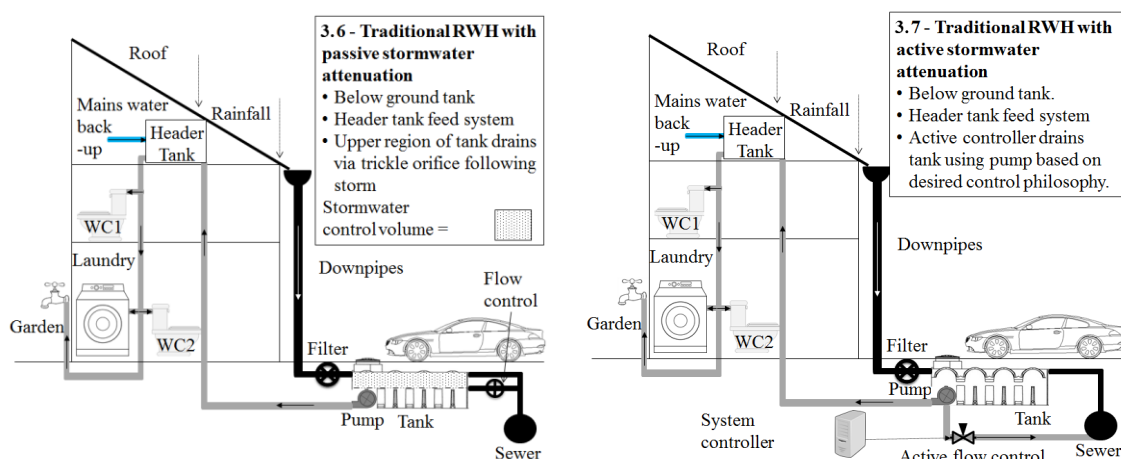 3.6 - Traditional RWH with
passive stormwater
attenuation
• Below ground tank
• Header tank feed system
• Upper region of tank drains
via trickle orifice following
storm
Stormwater
control volume =
Roof
Rainfall
Mains water
back
-up
Header
Tank
WC1
Laundry
Downpipes
Flow
control
Garden
WC2
Filter
Pump
Tank
Sewer
3.7 - Traditional RWH with
active stormwater
attenuation
• Below ground tank.
• Header tank feed system
• Active controller drains
tank using pump based on
desired control philosophy.
Roof
Rainfall
Mains water
back
-up
Header
Tank
WC1
Laundry
Downpipes
Garden
WC2
Filter
Pump
Tank
System
controller
Active flow control
Sewer